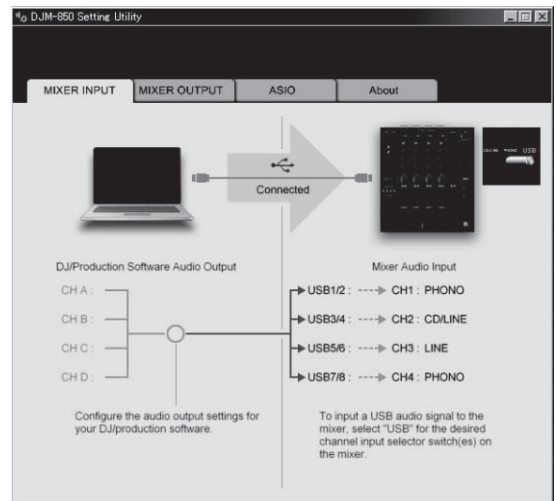 DJM-850 Setting Utility
MIXER INPUT
MIXER OUTPUT
ASIO
About
Connected
USB
DJ/Production Software Audio Output
CH A :
CH B :
CH C :
CH D :
Mixer Audio Input
USB1/2 : CH1 : PHONO
USB3/4 : CH2 : CD/LINE
USB5/6 : CH3 : LINE
USB7/8 : CH4 : PHONO
Configure the audio output settings for
your DJ/production software.
To input a USB audio signal to the
mixer, select "USB" for the desired
channel input selector switch(es) on
the mixer.